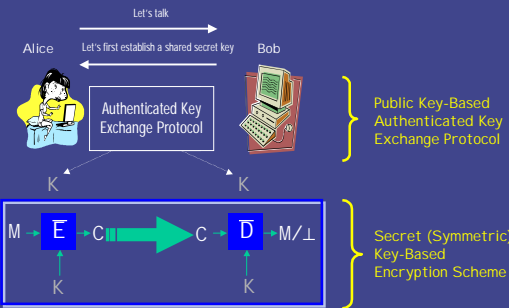 Let's talk
Let's first establish a shared secret key
Alice
Bob
Authenticated Key
Exchange Protocol
Public Key-Based
Authenticated Key
Exchange Protocol
K
K
M
E
C
C
D
M/⊥
K
K
Secret (Symmetric)
Key-Based
Encryption Scheme